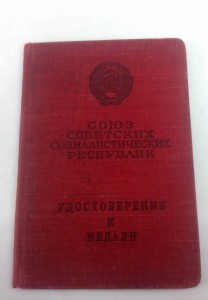 СОЮЗ
СОВЕТСКИХ
СОЦИАЛИСТИЧЕСКИХ
РЕСПУБЛИК
УДОСТОВЕРЕНИЕ
К
МЕДАЛИ